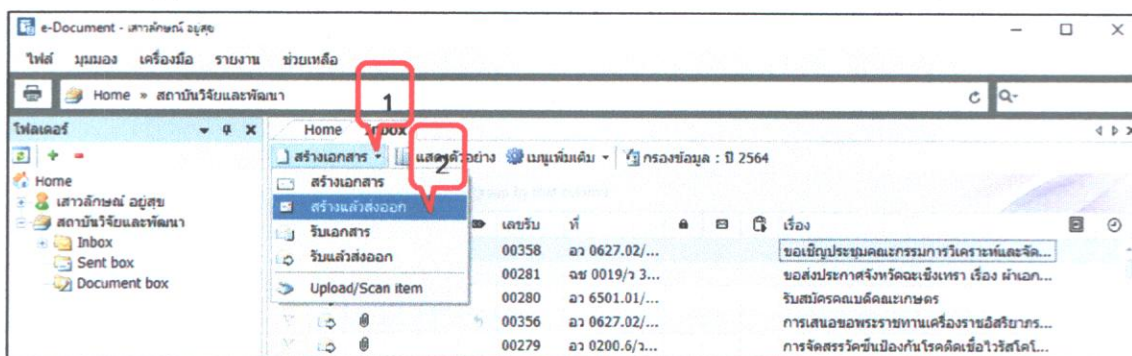 e-Document - เสาวลักษณ์ อยู่สุข
ไฟล์ มุมมอง เครื่องมือ รายงาน ช่วยเหลือ
Home » สถาบันวิจัยและพัฒนา
1
โฟลเดอร์
Home Inbox
สร้างเอกสาร แสดงตัวอย่าง เมนูเพิ่มเติม กรองข้อมูล : ปี 2564
2
Home
เสาวลักษณ์ อยู่สุข
สถาบันวิจัยและพัฒนา
Inbox
Sent box
Document box
สร้างเอกสาร
สร้างแล้วส่งออก
รับเอกสาร
รับแล้วส่งออก
Upload/Scan item
เลขรับ ที่ เรื่อง
00358 อว 0627.02/... ขอเชิญประชุมคณะกรรมการวิเคราะห์และจัด...
00281 ฉช 0019/ว 3... ขอส่งประกาศจังหวัดฉะเชิงเทรา เรื่อง ผ่าเอก...
00280 อว 6501.01/... รับสมัครคณบดีคณะเกษตร
00356 อว 0627.02/... การเสนอขอพระราชทานเครื่องราชอิสริยาภร...
00279 อว 0200.6/ว... การจัดสรรวัคซีนป้องกันโรคติดเชื้อไวรัสโคโ...